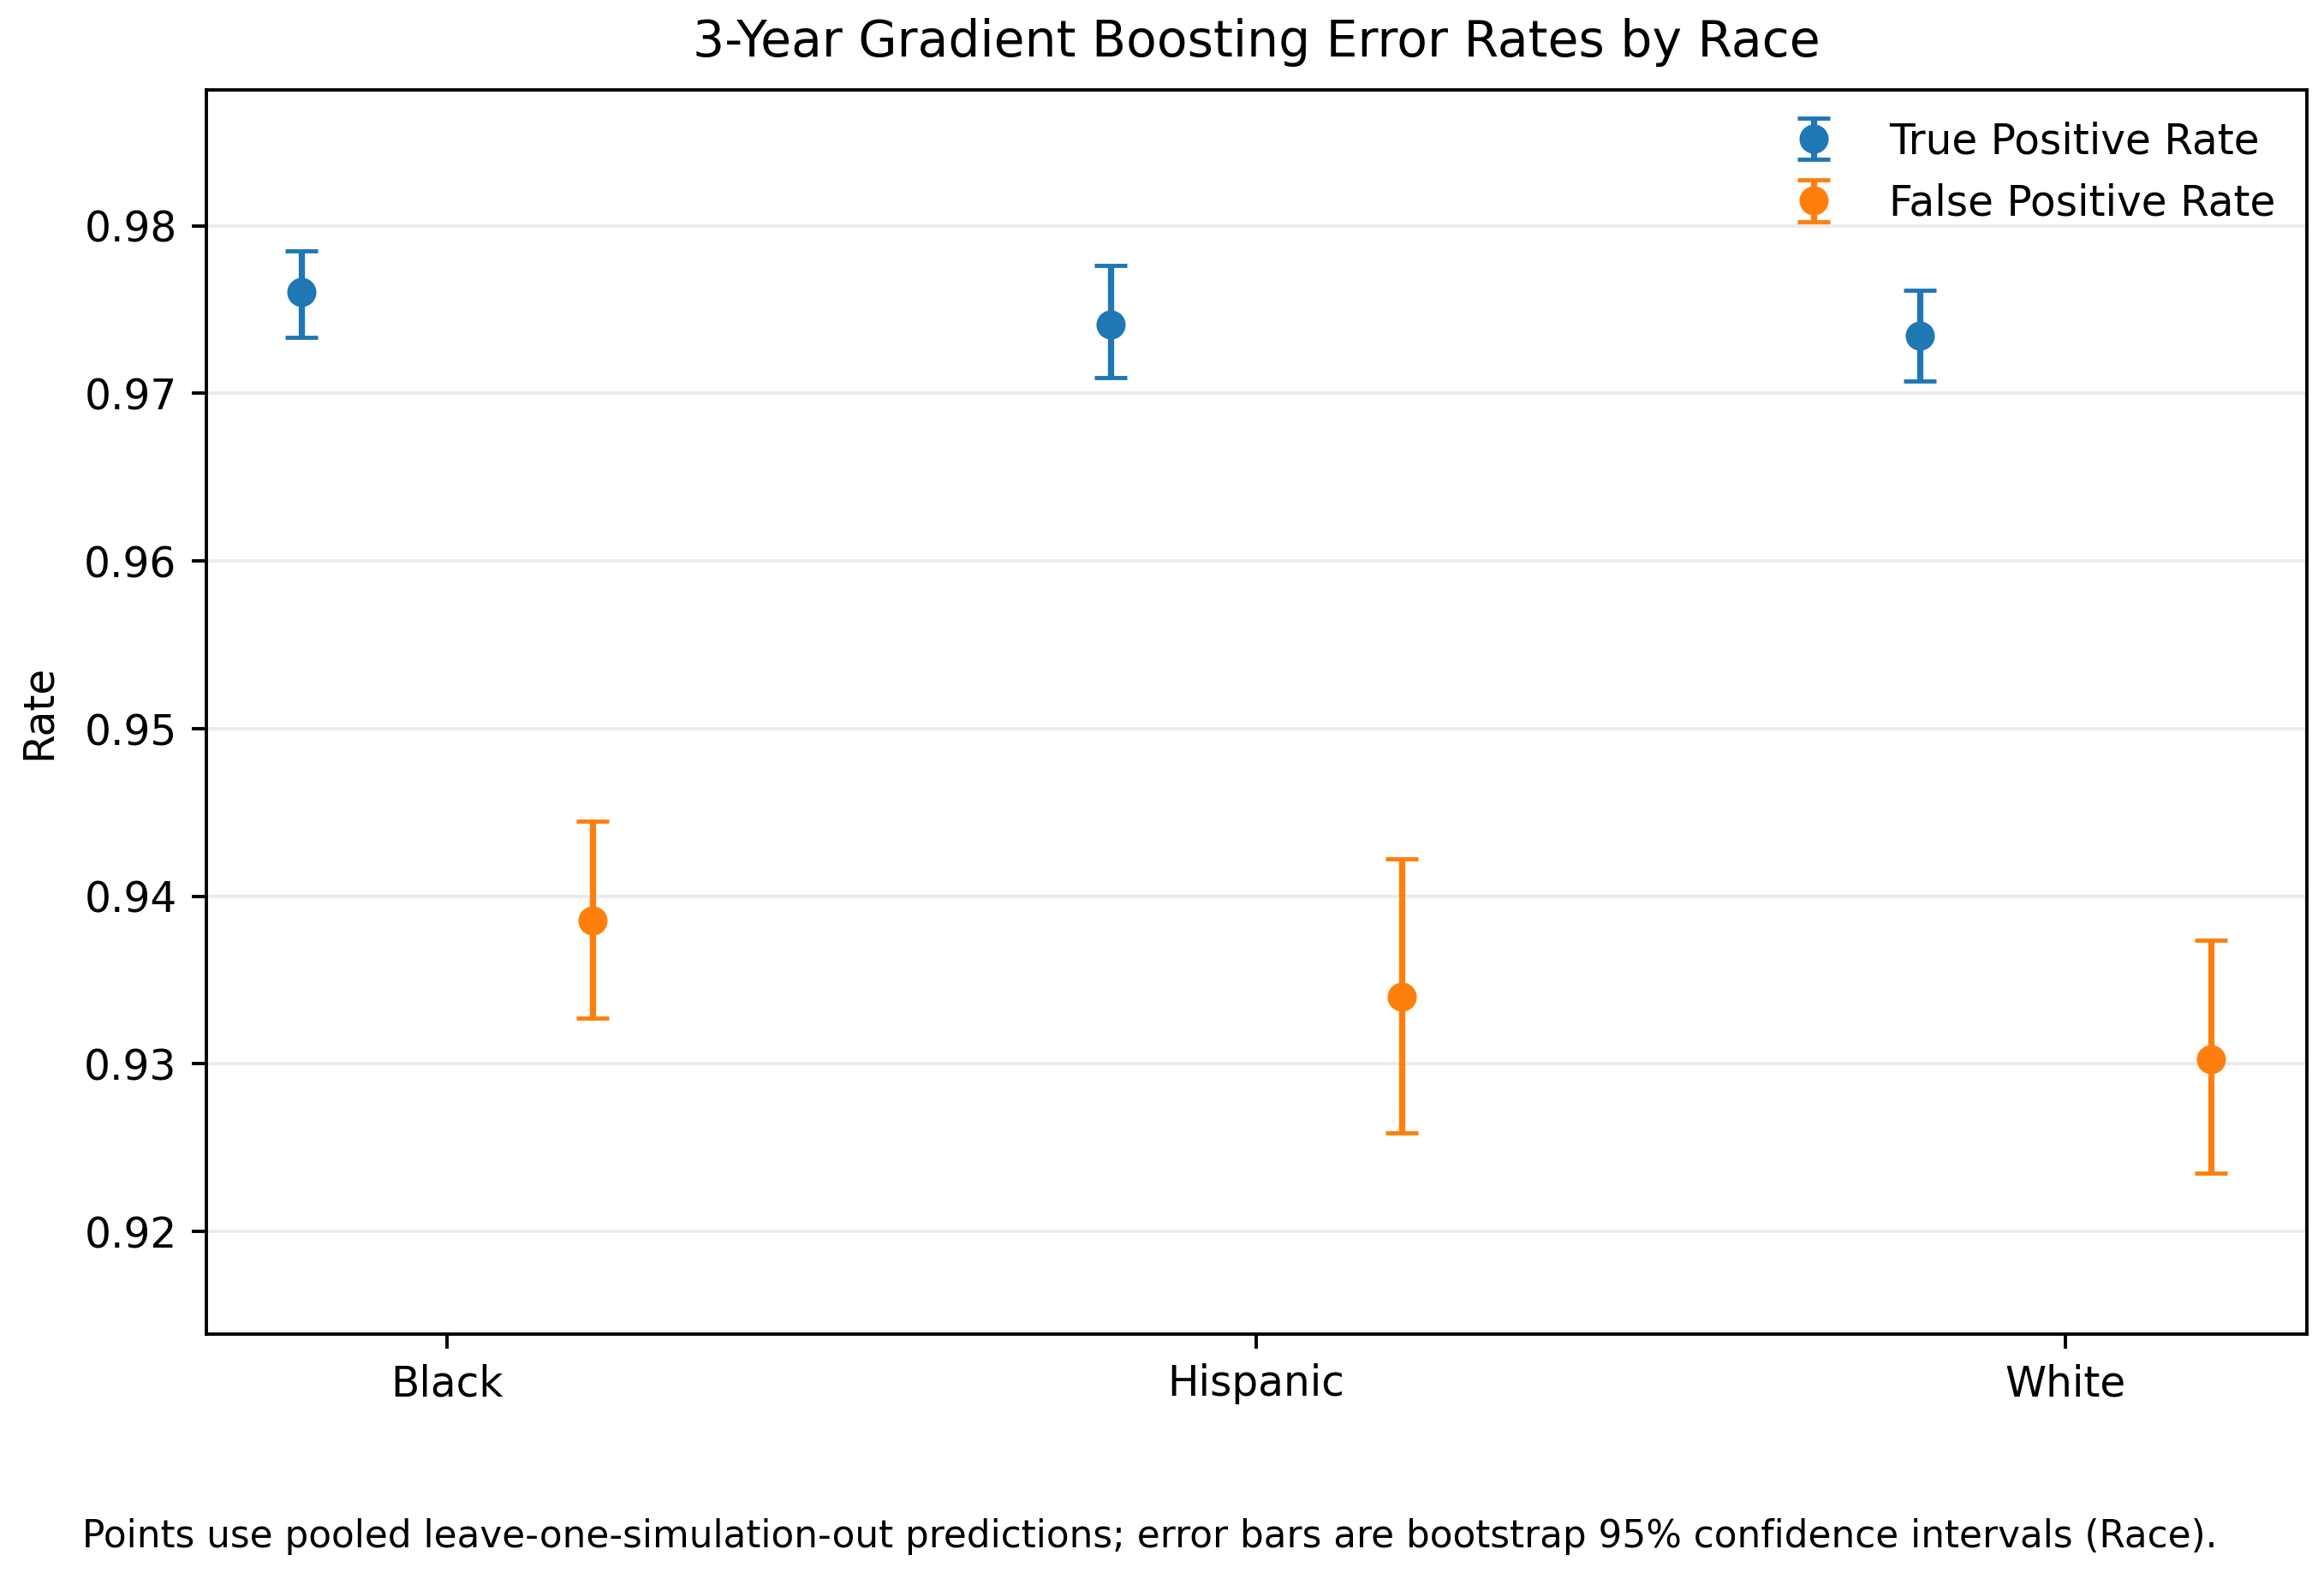 3-Year Gradient Boosting Error Rates by Race
True Positive Rate
False Positive Rate
0.98
0.97
0.96
0.95
0.94
0.93
0.92
Rate
Black
Hispanic
White
Points use pooled leave-one-simulation-out predictions; error bars are bootstrap 95% confidence intervals (Race).